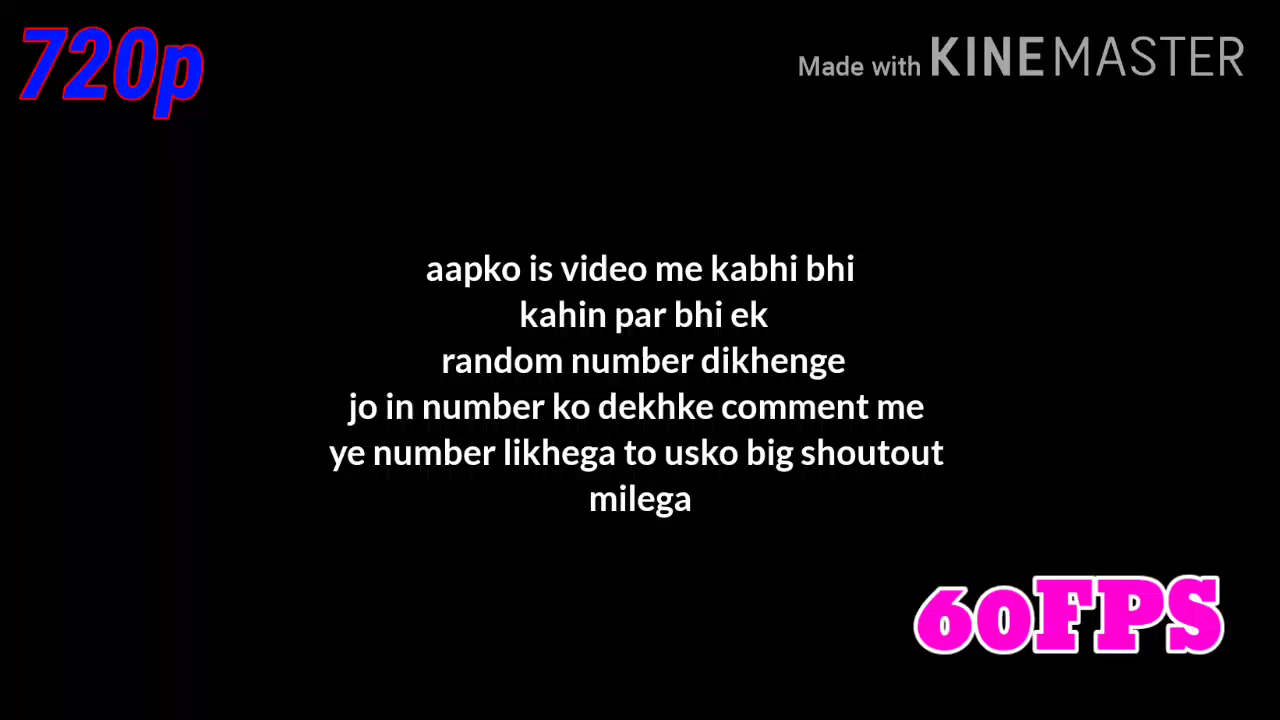 720p
Made with KINEMASTER
aapko is video me kabhi bhi
kahin par bhi ek
random number dikhenge
jo in number ko dekhke comment me
ye number likhega to usko big shoutout
milega
60FPS